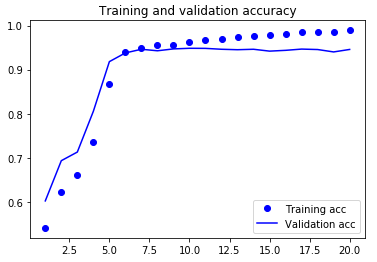 Training and validation accuracy
1.0
0.9
0.8
0.7
0.6
Training acc
Validation acc
2.5 5.0 7.5 10.0 12.5 15.0 17.5 20.0